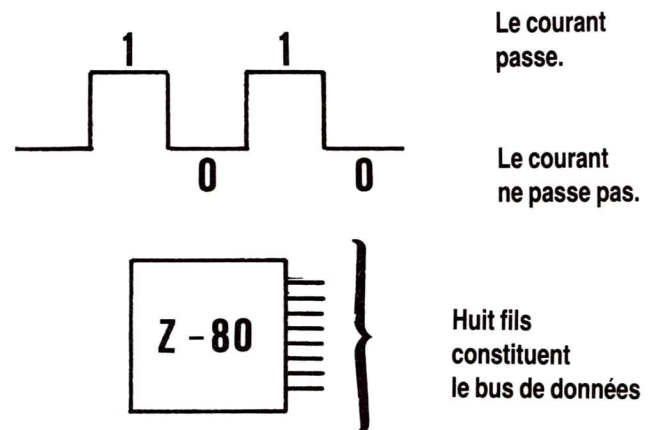 1 1
Le courant
passe.
0 0
Le courant
ne passe pas.
Z-80
Huit fils
constituent
le bus de données